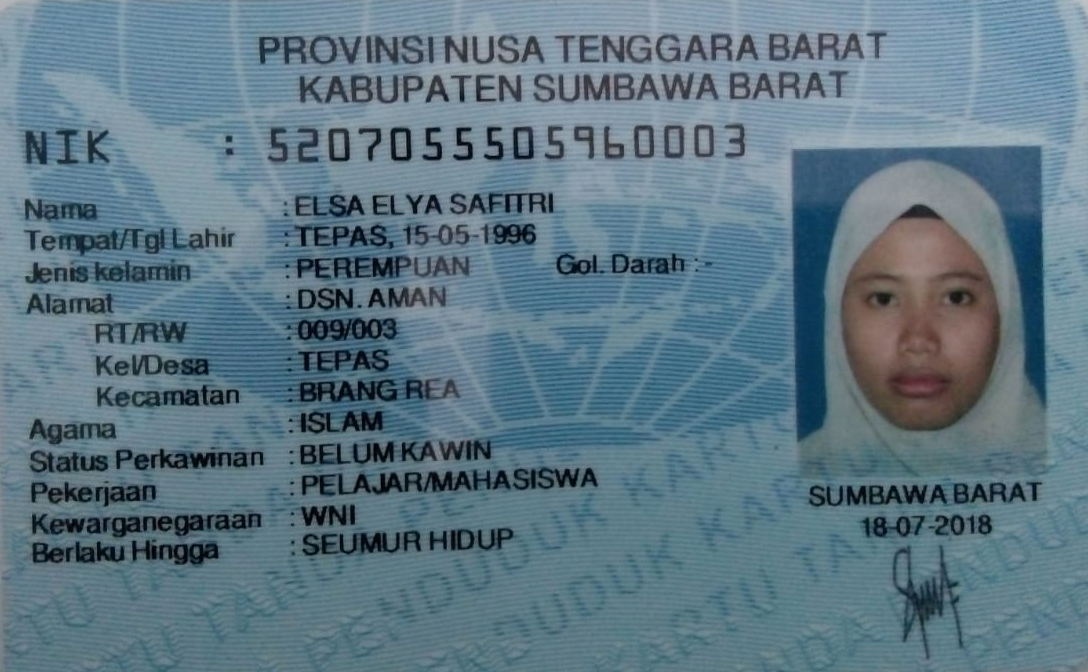 PROVINSI NUSA TENGGARA BARAT
KABUPATEN SUMBAWA BARAT
NIK : 5207055505960003
Nama : ELSA ELYA SAFITRI
Tempat/Tgl Lahir : TEPAS, 15-05-1996
Jenis kelamin : PEREMPUAN Gol. Darah : -
Alamat : DSN. AMAN
RT/RW : 009/003
Kel/Desa : TEPAS
Kecamatan : BRANG REA
Agama : ISLAM
Status Perkawinan : BELUM KAWIN
Pekerjaan : PELAJAR/MAHASISWA
Kewarganegaraan : WNI
Berlaku Hingga : SEUMUR HIDUP
SUMBAWA BARAT
18-07-2018